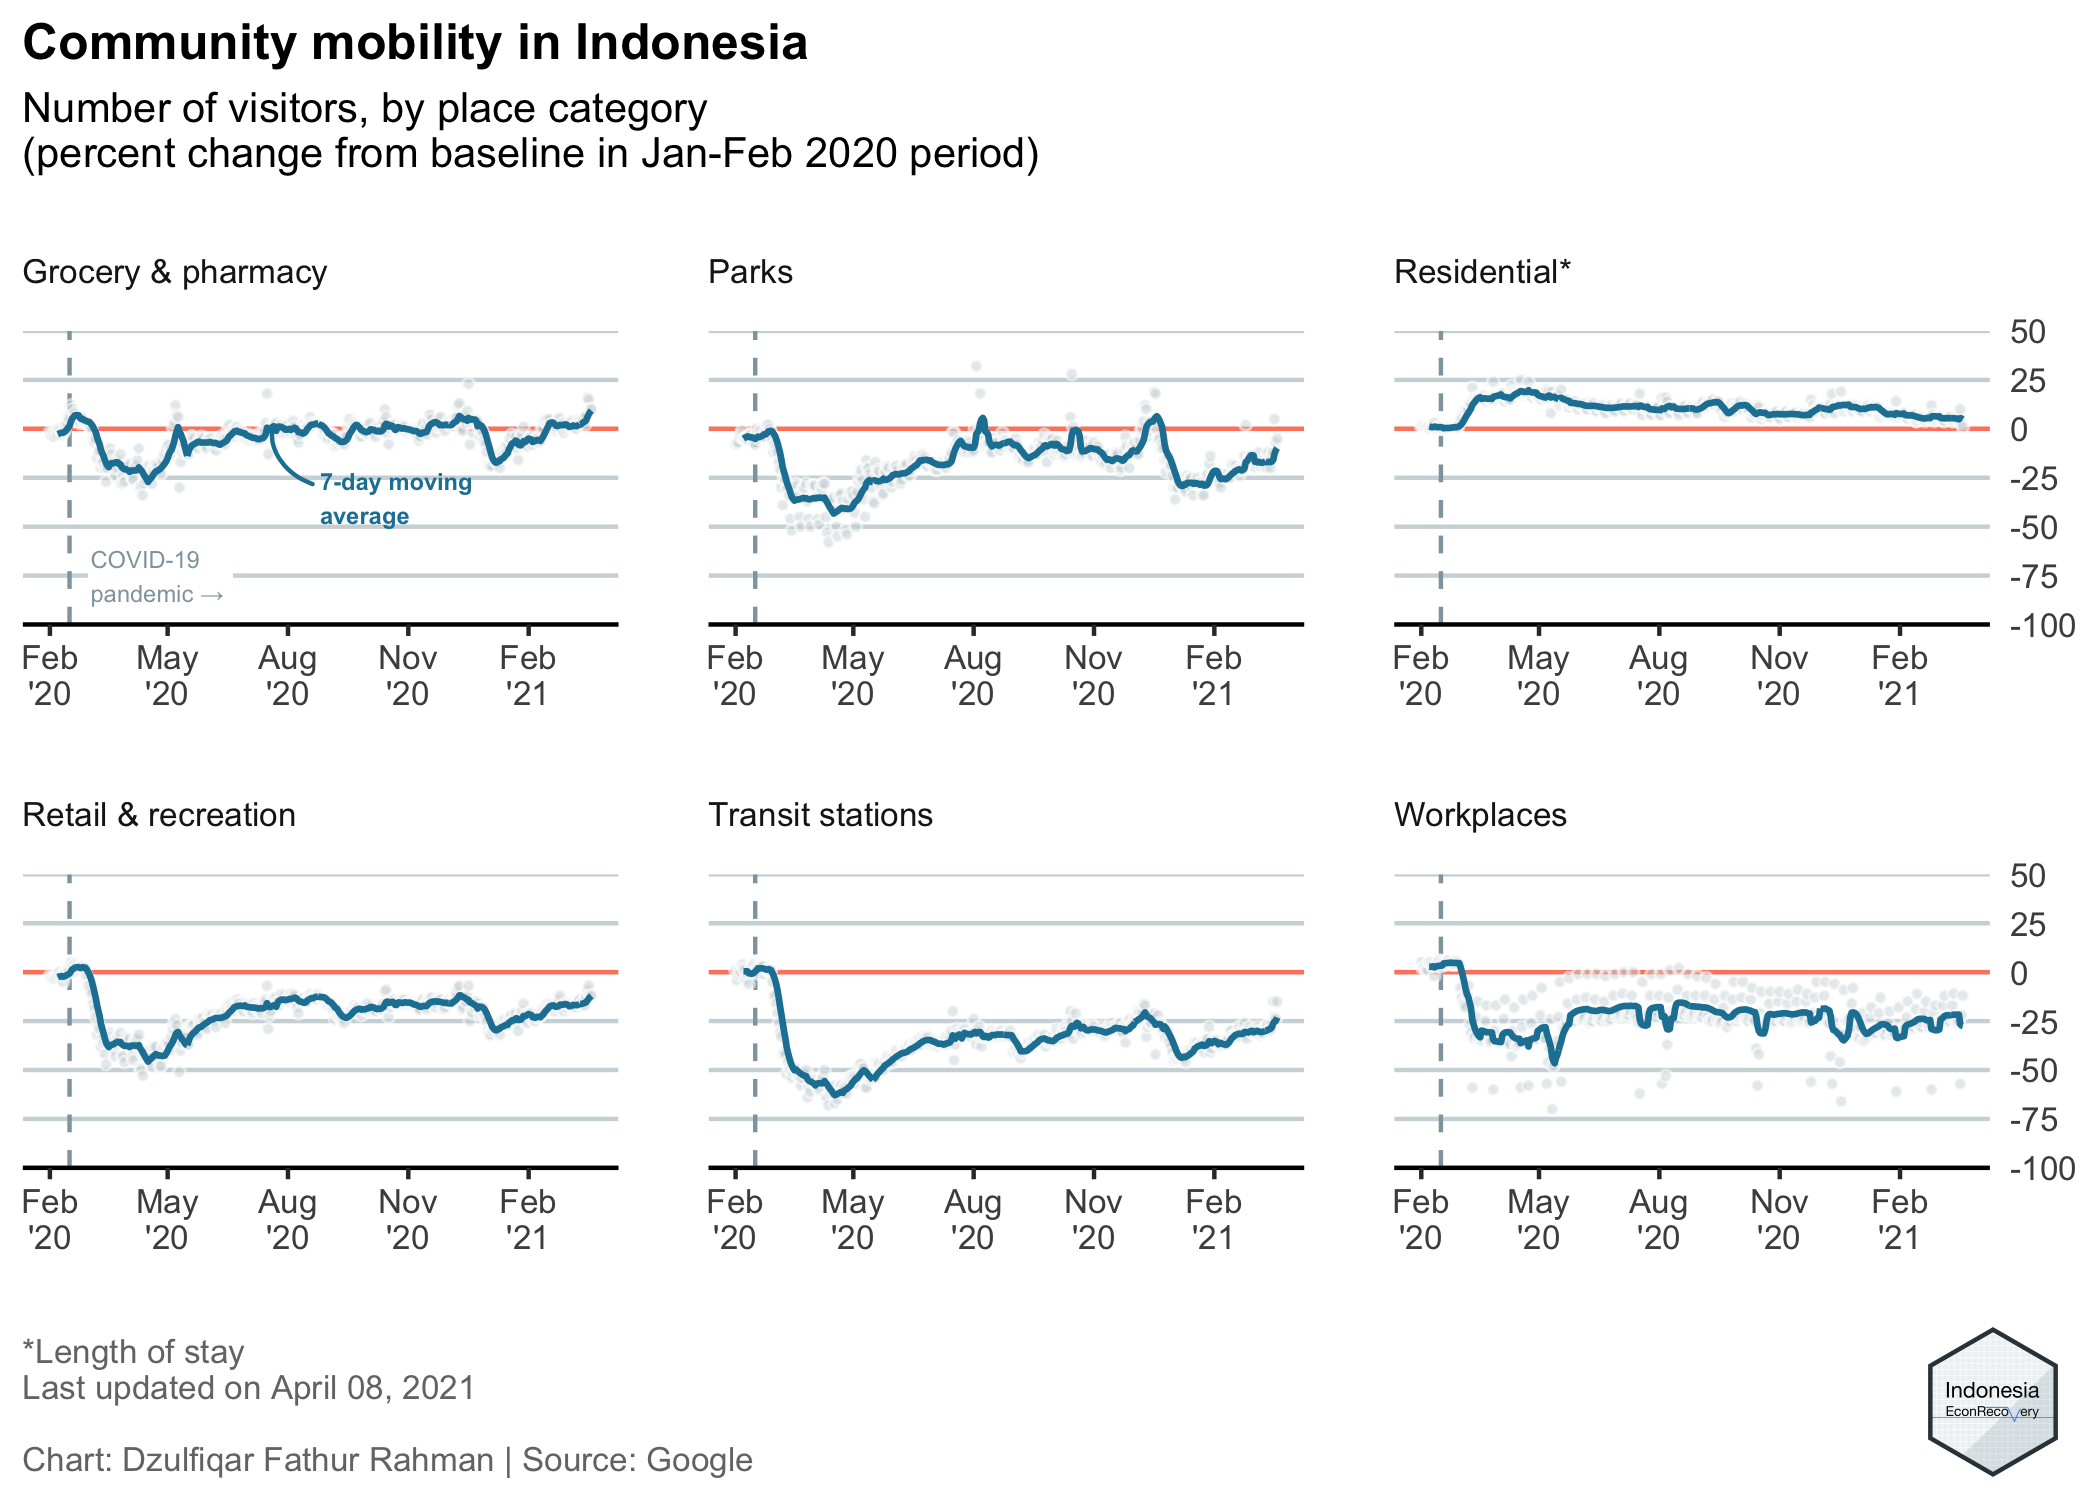 Community mobility in Indonesia
Number of visitors, by place category
(percent change from baseline in Jan-Feb 2020 period)
Grocery & pharmacy
Parks
Residential*
50
25
0
-25
-50
-75
-100
7-day moving
average
COVID-19
pandemic →
Feb May Aug Nov Feb
'20 '20 '20 '20 '21
Feb May Aug Nov Feb
'20 '20 '20 '20 '21
Feb May Aug Nov Feb
'20 '20 '20 '20 '21
Retail & recreation
Transit stations
Workplaces
50
25
0
-25
-50
-75
-100
Feb May Aug Nov Feb
'20 '20 '20 '20 '21
Feb May Aug Nov Feb
'20 '20 '20 '20 '21
Feb May Aug Nov Feb
'20 '20 '20 '20 '21
*Length of stay
Last updated on April 08, 2021
Chart: Dzulfiqar Fathur Rahman | Source: Google
Indonesia
EconRecovery